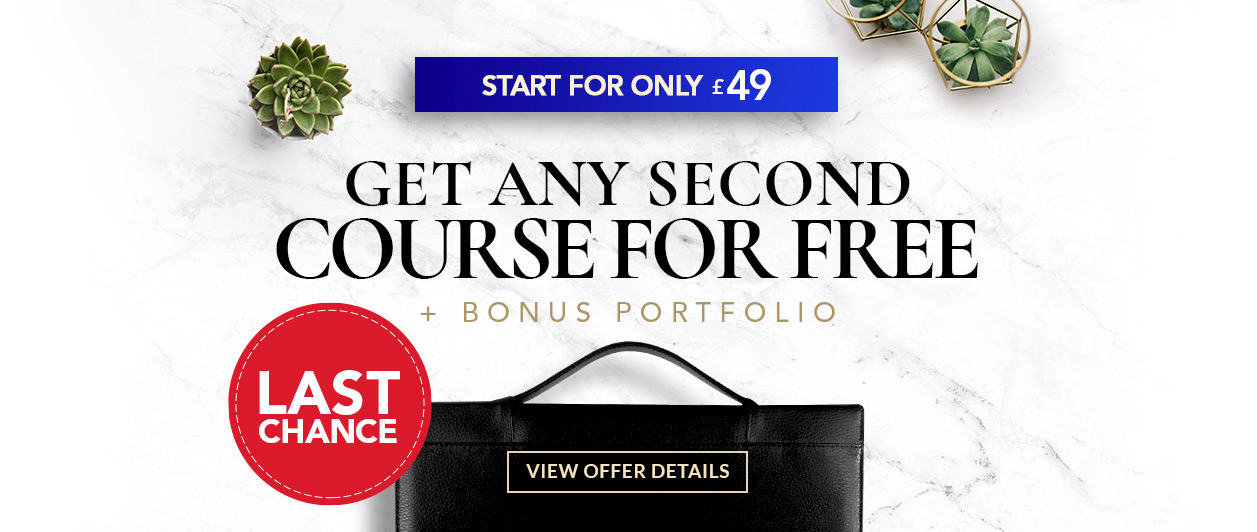 START FOR ONLY £49
GET ANY SECOND
COURSE FOR FREE
+ BONUS PORTFOLIO
LAST
CHANCE
VIEW OFFER DETAILS